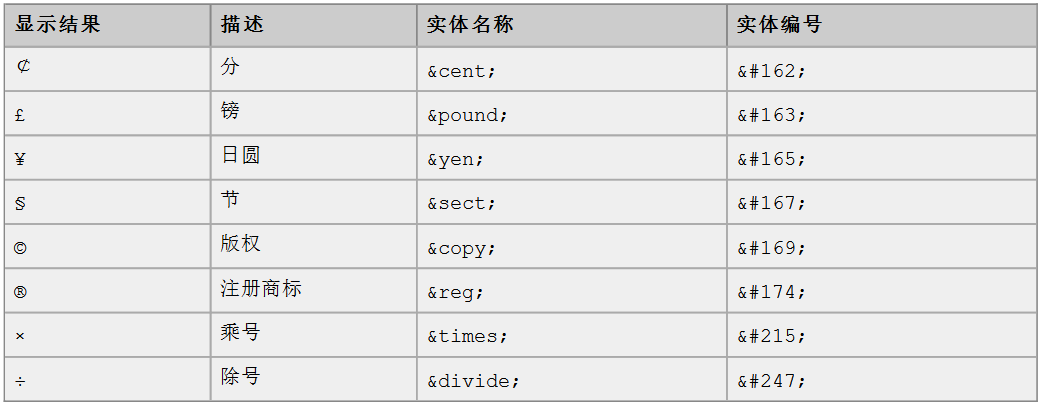 显示结果 描述 实体名称 实体编号
¢ 分 &cent; &#162;
£ 镑 &pound; &#163;
¥ 日圆 &yen; &#165;
§ 节 &sect; &#167;
© 版权 &copy; &#169;
® 注册商标 &reg; &#174;
× 乘号 &times; &#215;
÷ 除号 &divide; &#247;